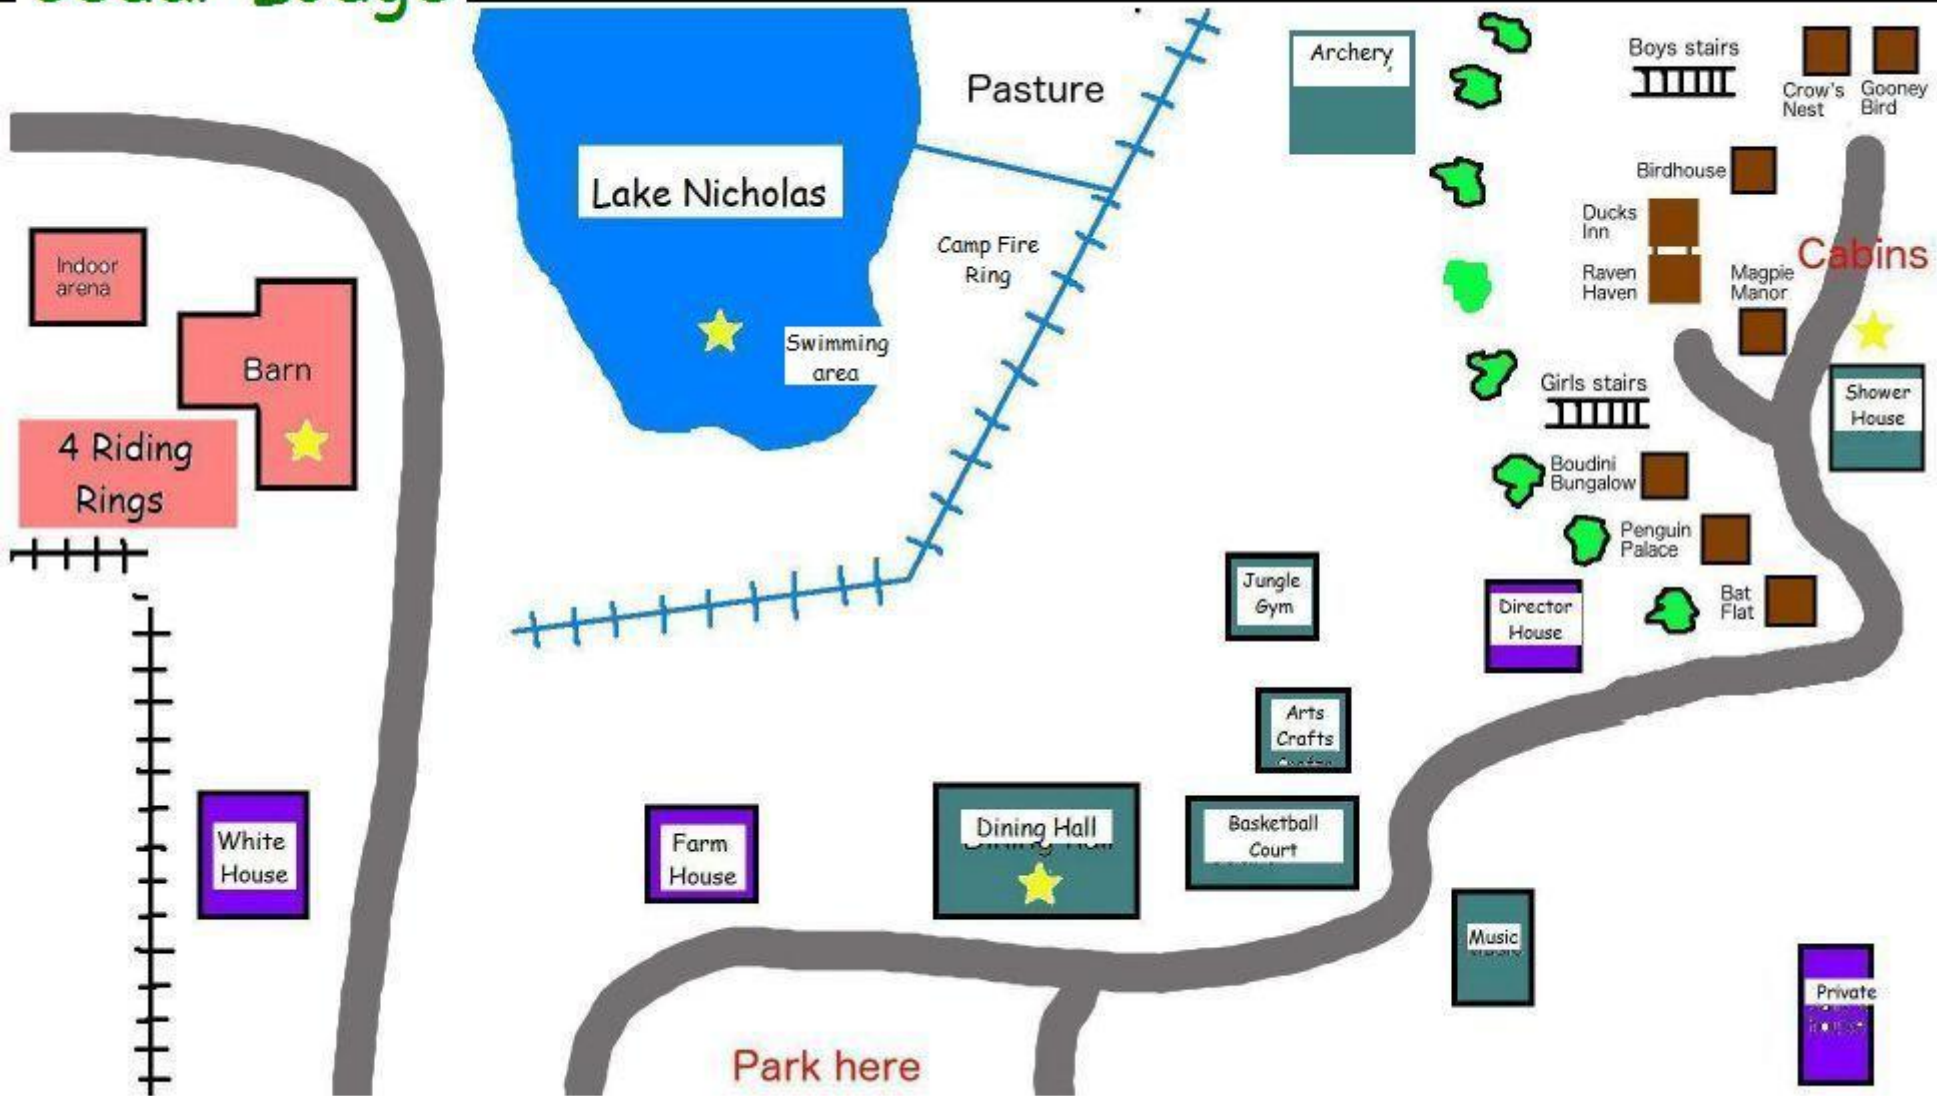 Pasture
Archery
Boys stairs
Crow's
Nest
Gooney
Bird
Lake Nicholas
Birdhouse
Ducks
Inn
Camp Fire
Ring
Cabins
Indoor
arena
Raven
Haven
Magpie
Manor
Swimming
area
Barn
Girls stairs
Shower
House
4 Riding
Rings
Boudini
Bungalow
Penguin
Palace
Jungle
Gym
Director
House
Bat
Flat
Arts
Crafts
White
House
Farm
House
Dining Hall
Basketball
Court
Music
Private
Park here